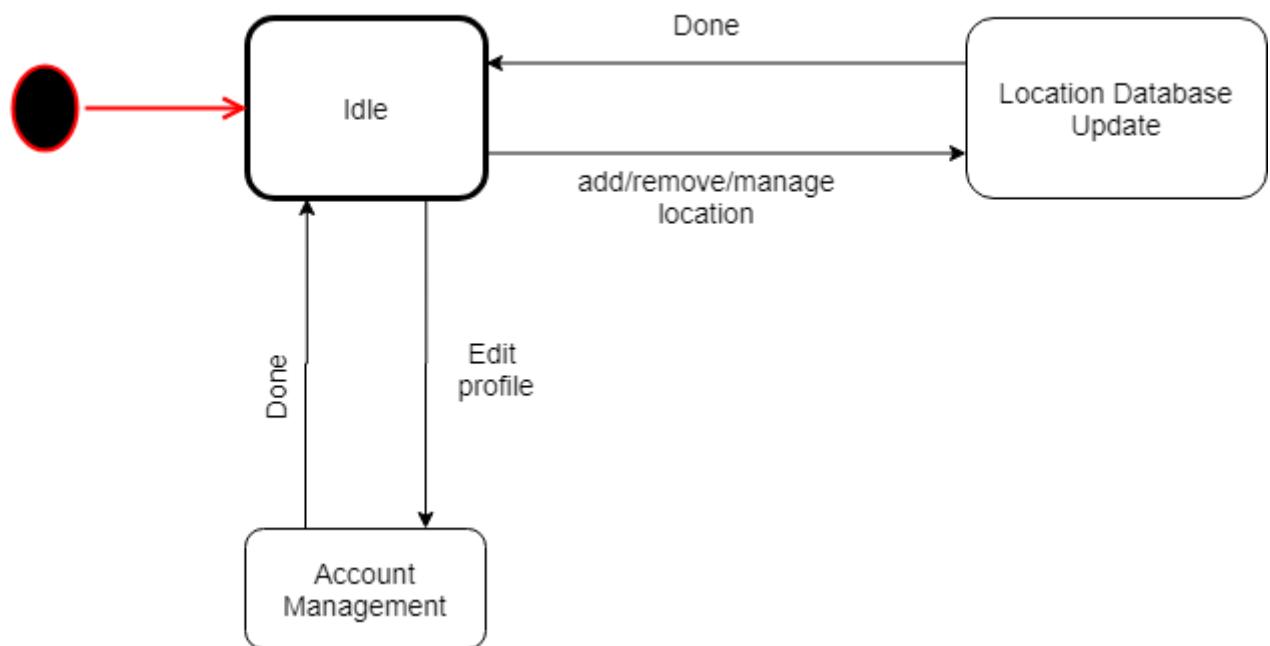 Done
Idle
Location Database
Update
add/remove/manage
location
Done
Edit
profile
Account
Management